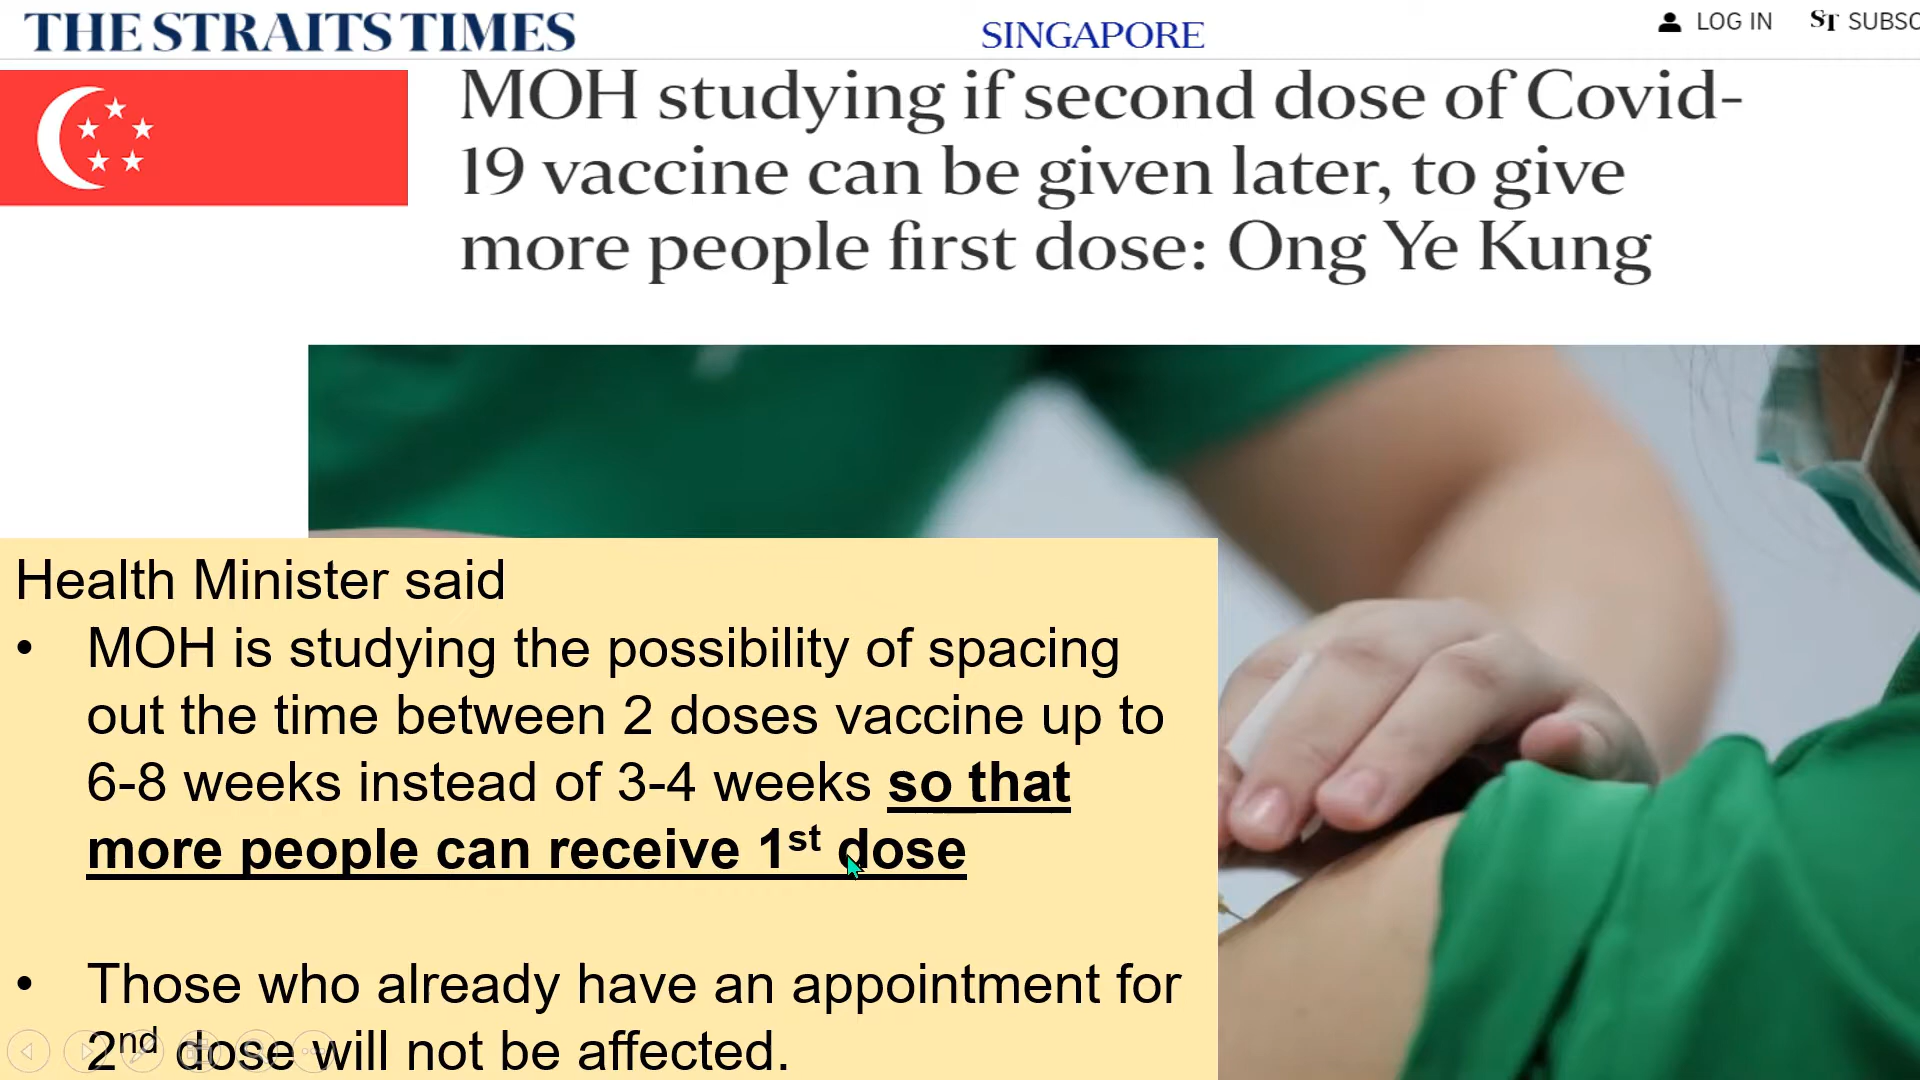 THE STRAITS TIMES
SINGAPORE
LOG IN
ST SUBSC
MOH studying if second dose of Covid-
19 vaccine can be given later, to give
more people first dose: Ong Ye Kung
Health Minister said
• MOH is studying the possibility of spacing
out the time between 2 doses vaccine up to
6-8 weeks instead of 3-4 weeks so that
more people can receive 1st dose
• Those who already have an appointment for
2nd dose will not be affected.